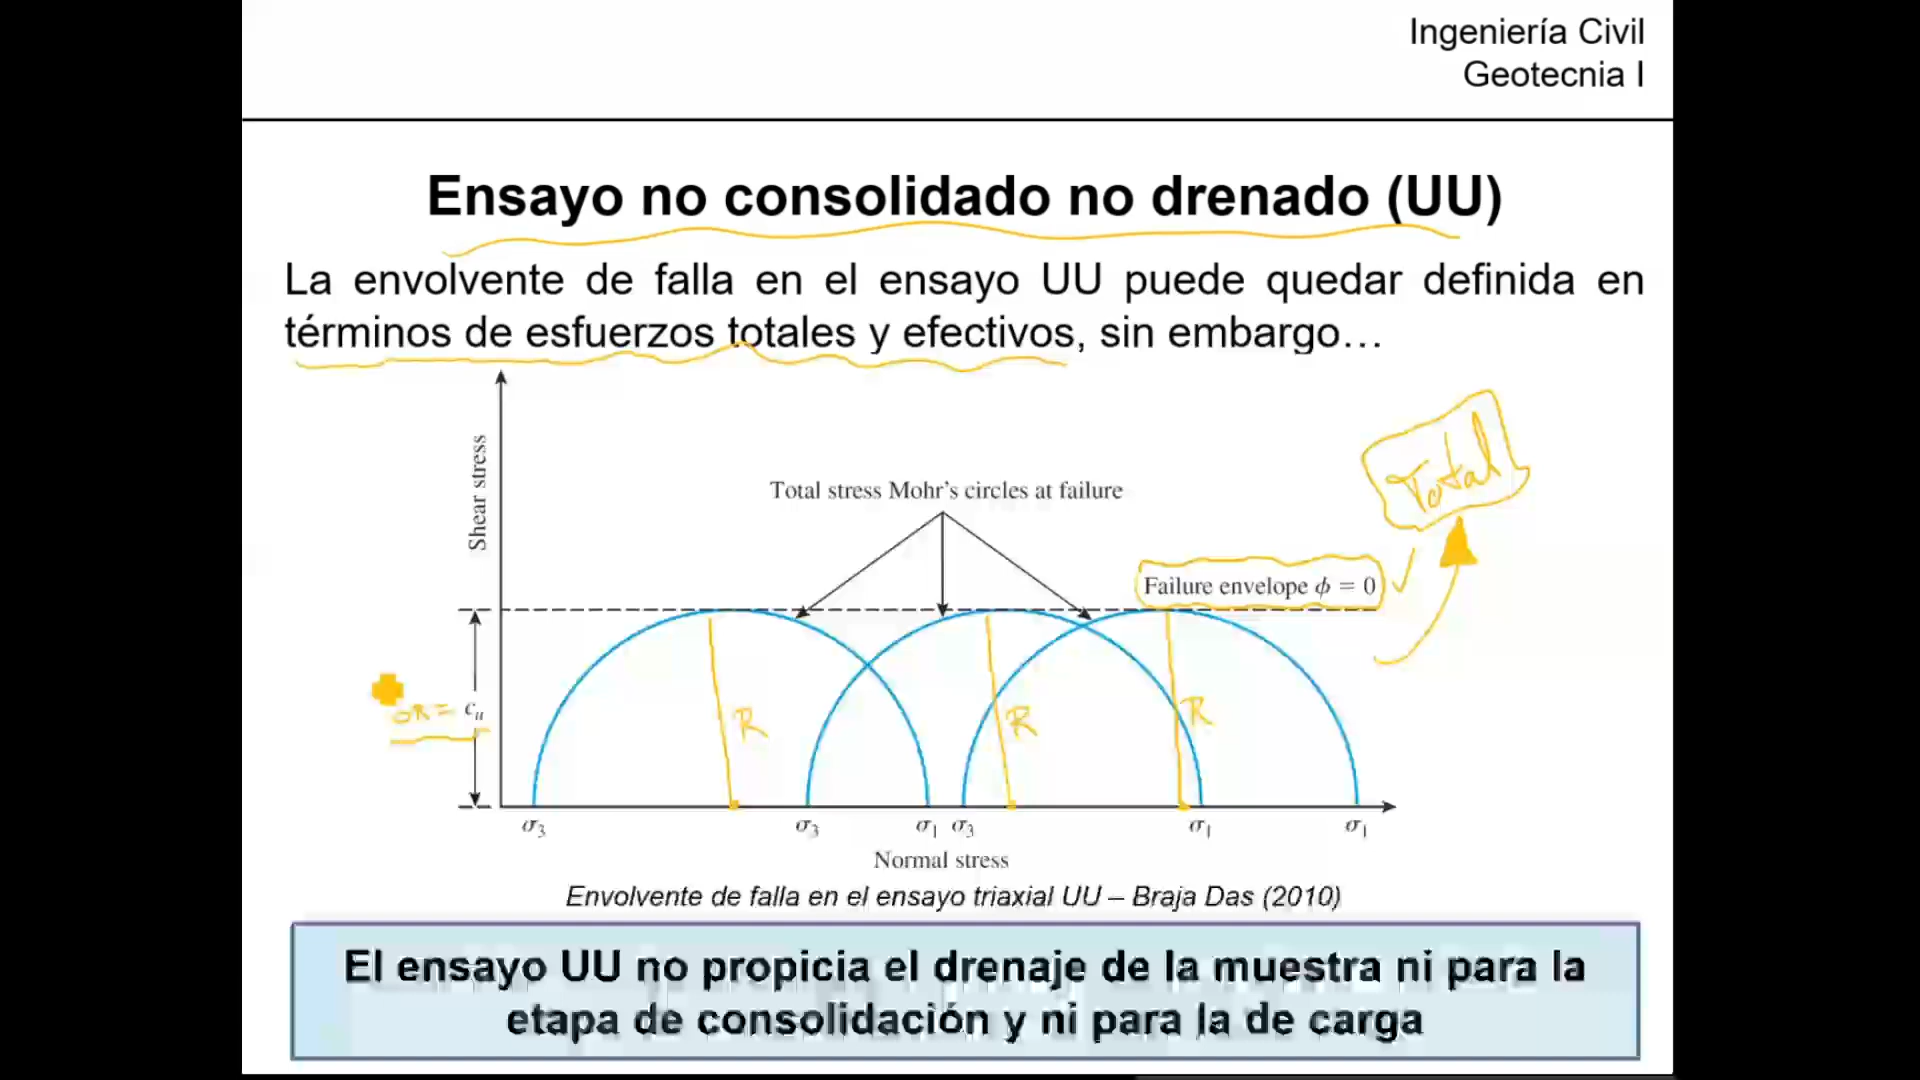 Ingeniería Civil
Geotecnia I
Ensayo no consolidado no drenado (UU)
La envolvente de falla en el ensayo UU puede quedar definida en
términos de esfuerzos totales y efectivos, sin embargo…
Total
Shear stress
Total stress Mohr's circles at failure
Failure envelope ϕ = 0
= cu
R R R
σ3 σ3 σ1 σ3 σ1 σ1
Normal stress
Envolvente de falla en el ensayo triaxial UU – Braja Das (2010)
El ensayo UU no propicia el drenaje de la muestra ni para la
etapa de consolidación y ni para la de carga